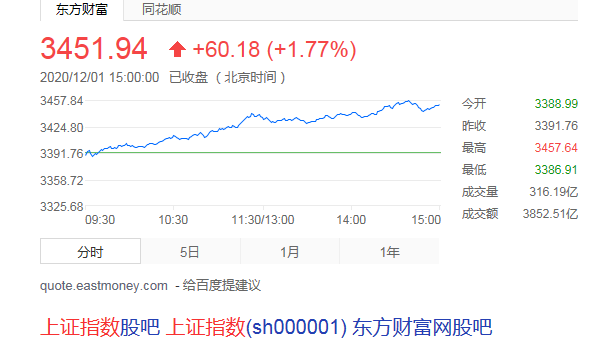 东方财富 同花顺
3451.94 +60.18 (+1.77%)
2020/12/01 15:00:00 已收盘 ( 北京时间 )
3457.84
3424.80
3391.76
3358.72
3325.68
09:30 10:30 11:30/13:00 14:00 15:00
今开 3388.99
昨收 3391.76
最高 3457.64
最低 3386.91
成交量 316.19亿
成交额 3852.51亿
分时 5日 1月 1年
quote.eastmoney.com - 给百度提建议
上证指数股吧 上证指数(sh000001) 东方财富网股吧